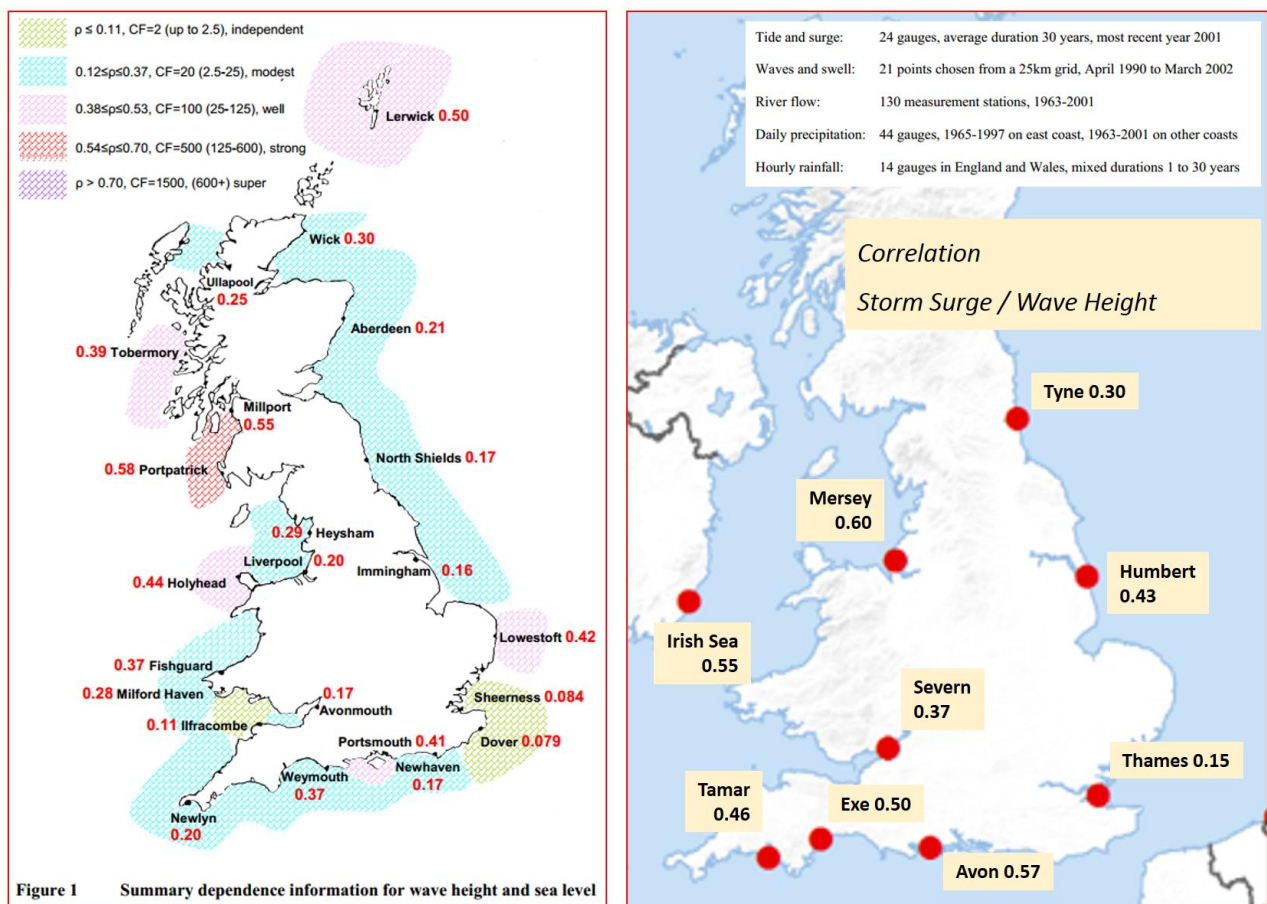 ρ ≤ 0.11, CF=2 (up to 2.5), independent
0.12≤ρ≤0.37, CF=20 (2.5-25), modest
0.38≤ρ≤0.53, CF=100 (25-125), well
0.54≤ρ≤0.70, CF=500 (125-600), strong
ρ > 0.70, CF=1500, (600+) super
Lerwick 0.50
Wick 0.30
Ullapool
0.25
Aberdeen 0.21
0.39 Tobermory
Millport
0.55
0.58 Portpatrick
North Shields 0.17
0.29 Heysham
Liverpool 0.20
Immingham 0.16
0.44 Holyhead
Lowestoft 0.42
0.37 Fishguard
0.28 Milford Haven
0.17
Avonmouth
Sheerness 0.084
0.11 Ilfracombe
Portsmouth 0.41
Dover 0.079
Newhaven
0.17
Weymouth
0.37
Newlyn
0.20
Figure 1 Summary dependence information for wave height and sea level
Tide and surge: 24 gauges, average duration 30 years, most recent year 2001
Waves and swell: 21 points chosen from a 25km grid, April 1990 to March 2002
River flow: 130 measurement stations, 1963-2001
Daily precipitation: 44 gauges, 1965-1997 on east coast, 1963-2001 on other coasts
Hourly rainfall: 14 gauges in England and Wales, mixed durations 1 to 30 years
Correlation
Storm Surge / Wave Height
Tyne 0.30
Mersey
0.60
Humbert
0.43
Irish Sea
0.55
Severn
0.37
Thames 0.15
Tamar
0.46
Exe 0.50
Avon 0.57